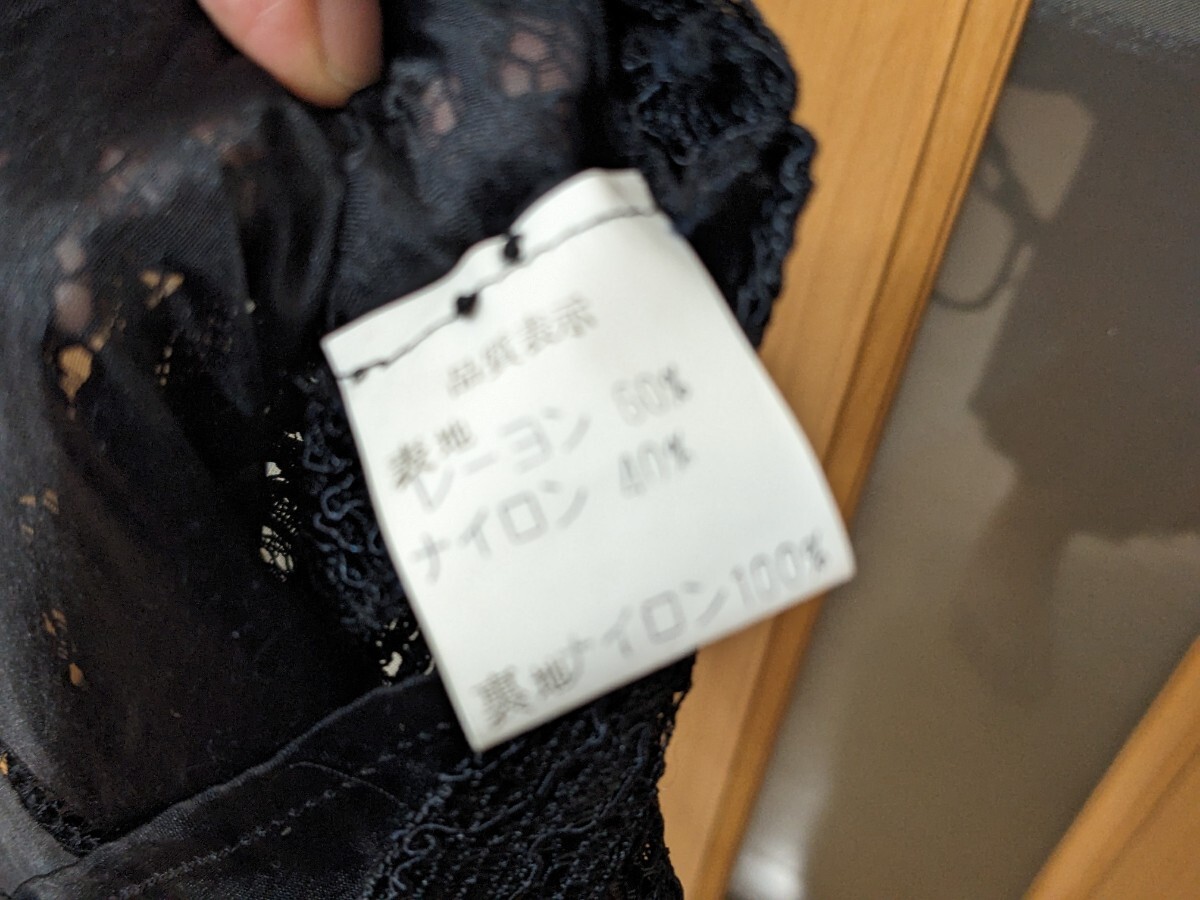 品質表示
表地
レーヨン 60%
ナイロン 40%
裏地ナイロン100%